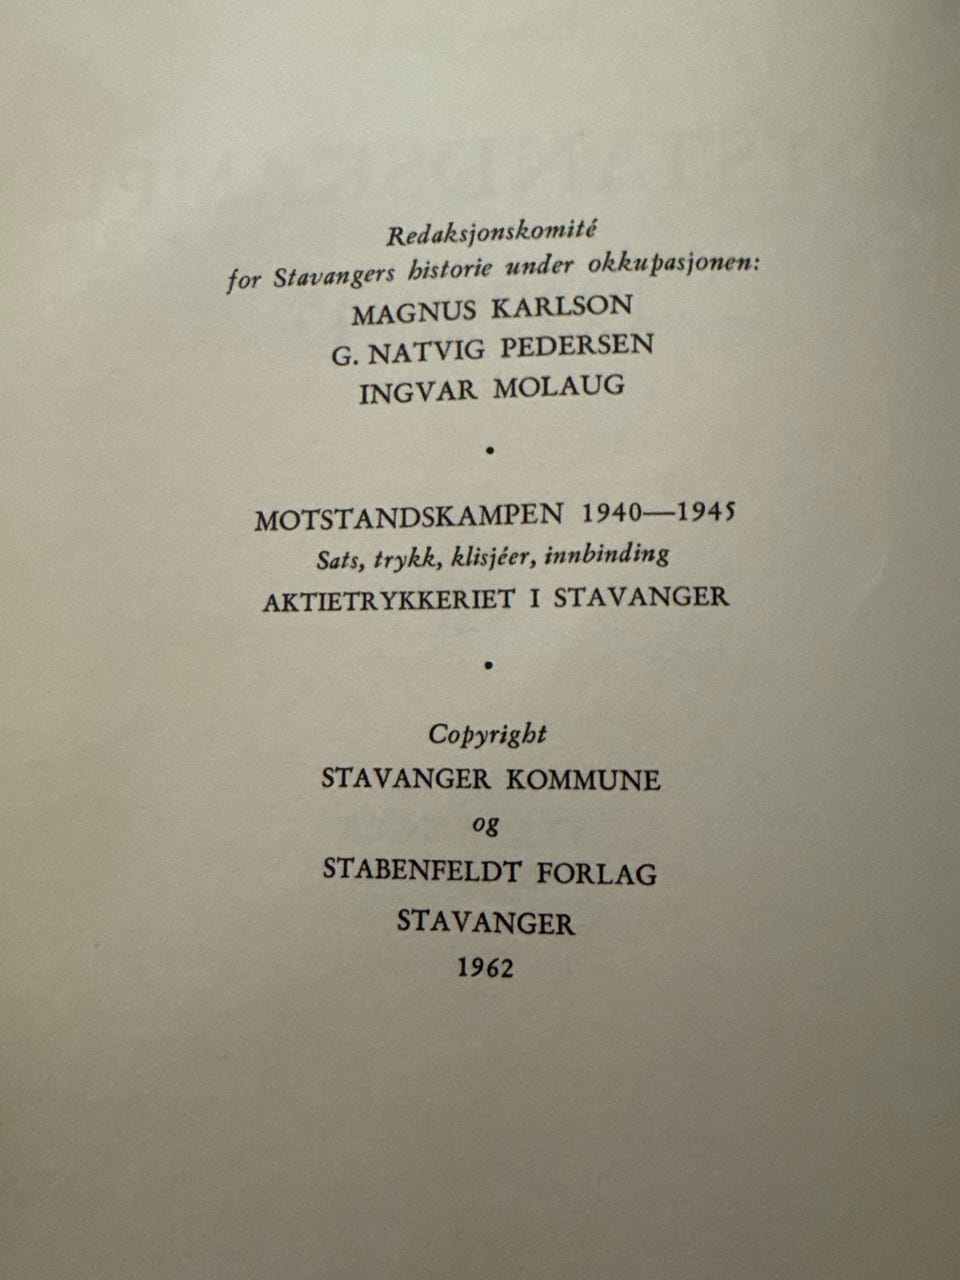 Redaksjonskomité
for Stavangers historie under okkupasjonen:
MAGNUS KARLSON
G. NATVIG PEDERSEN
INGVAR MOLAUG
•
MOTSTANDSKAMPEN 1940—1945
Sats, trykk, klisjéer, innbinding
AKTIETRYKKERIET I STAVANGER
•
Copyright
STAVANGER KOMMUNE
og
STABENFELDT FORLAG
STAVANGER
1962